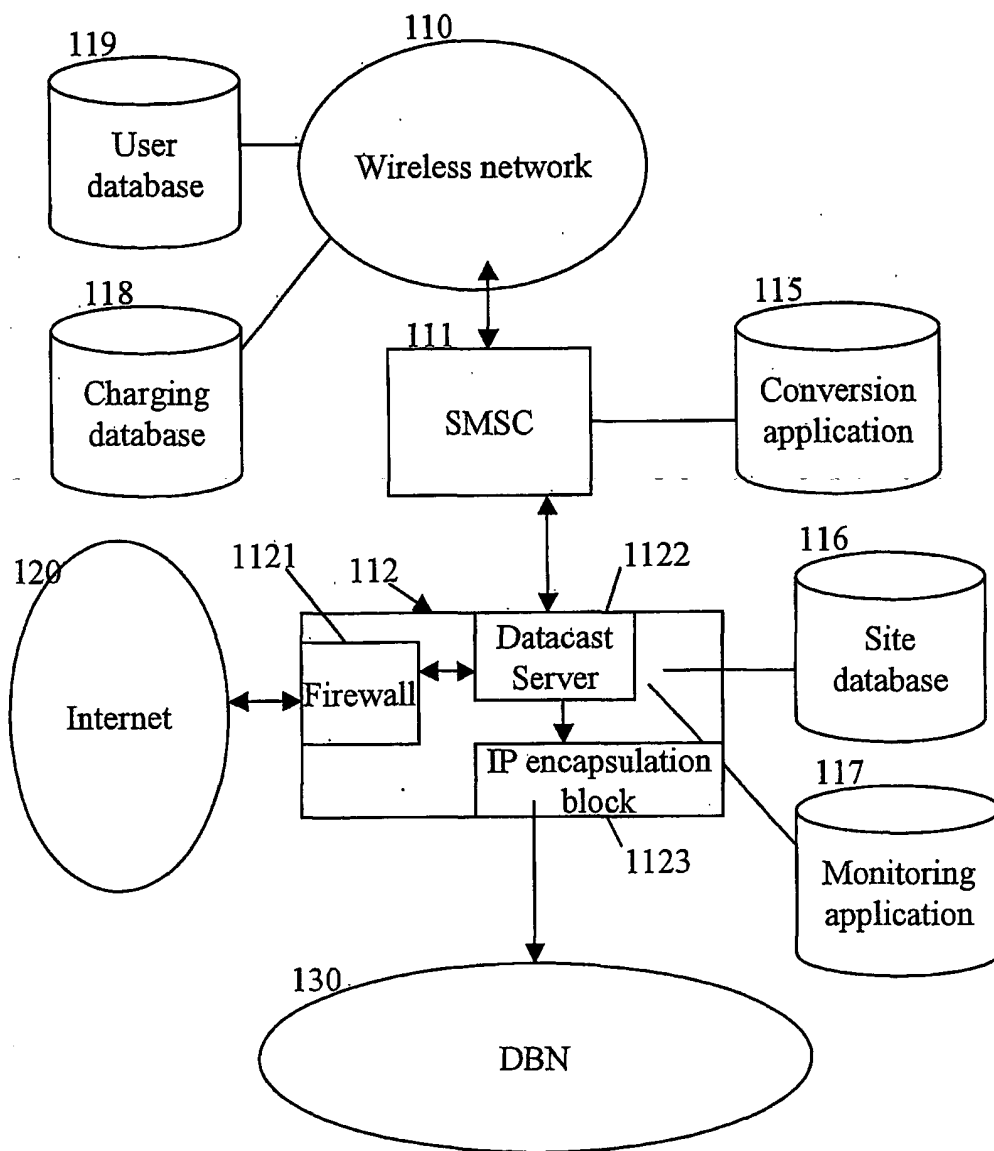 119
110
User
database
Wireless network
118
111
115
Charging
database
SMSC
Conversion
application
120
1121
112
1122
116
Datacast
Server
Site
database
Internet
Firewall
IP encapsulation
block
117
1123
Monitoring
application
130
DBN